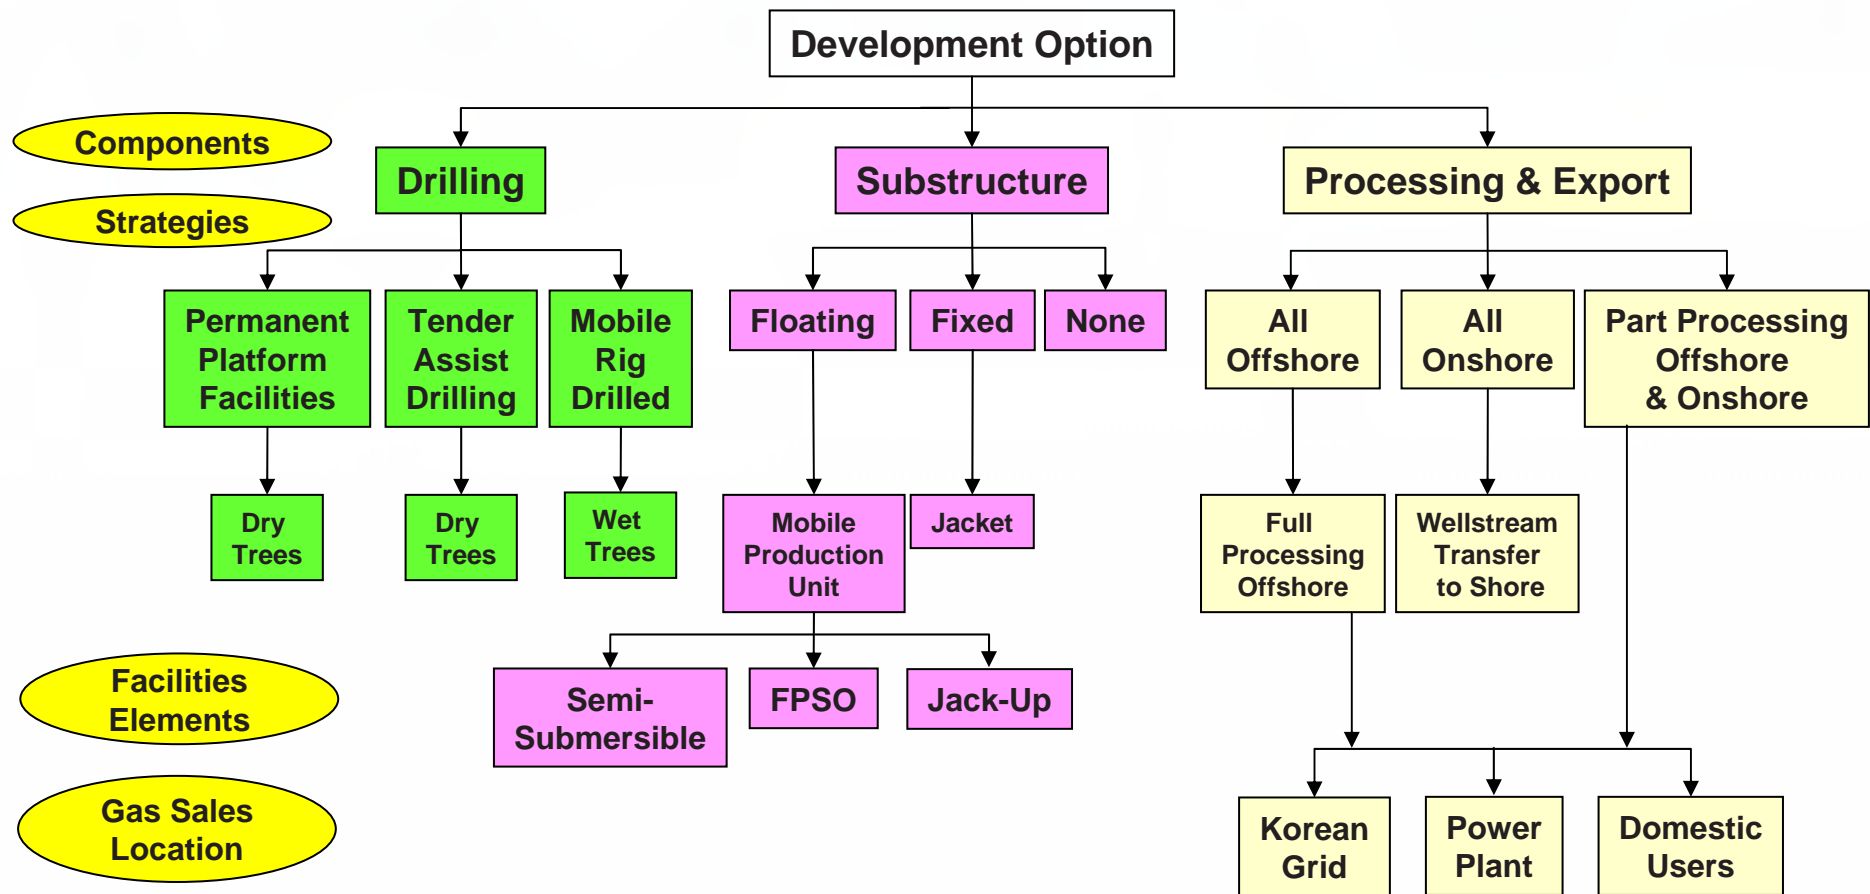 Development Option
Components
Drilling
Substructure
Processing & Export
Strategies
Permanent
Platform
Facilities
Tender
Assist
Drilling
Mobile
Rig
Drilled
Floating
Fixed
None
All
Offshore
All
Onshore
Part Processing
Offshore
& Onshore
Dry
Trees
Dry
Trees
Wet
Trees
Mobile
Production
Unit
Jacket
Full
Processing
Offshore
Wellstream
Transfer
to Shore
Facilities
Elements
Semi-
Submersible
FPSO
Jack-Up
Gas Sales
Location
Korean
Grid
Power
Plant
Domestic
Users